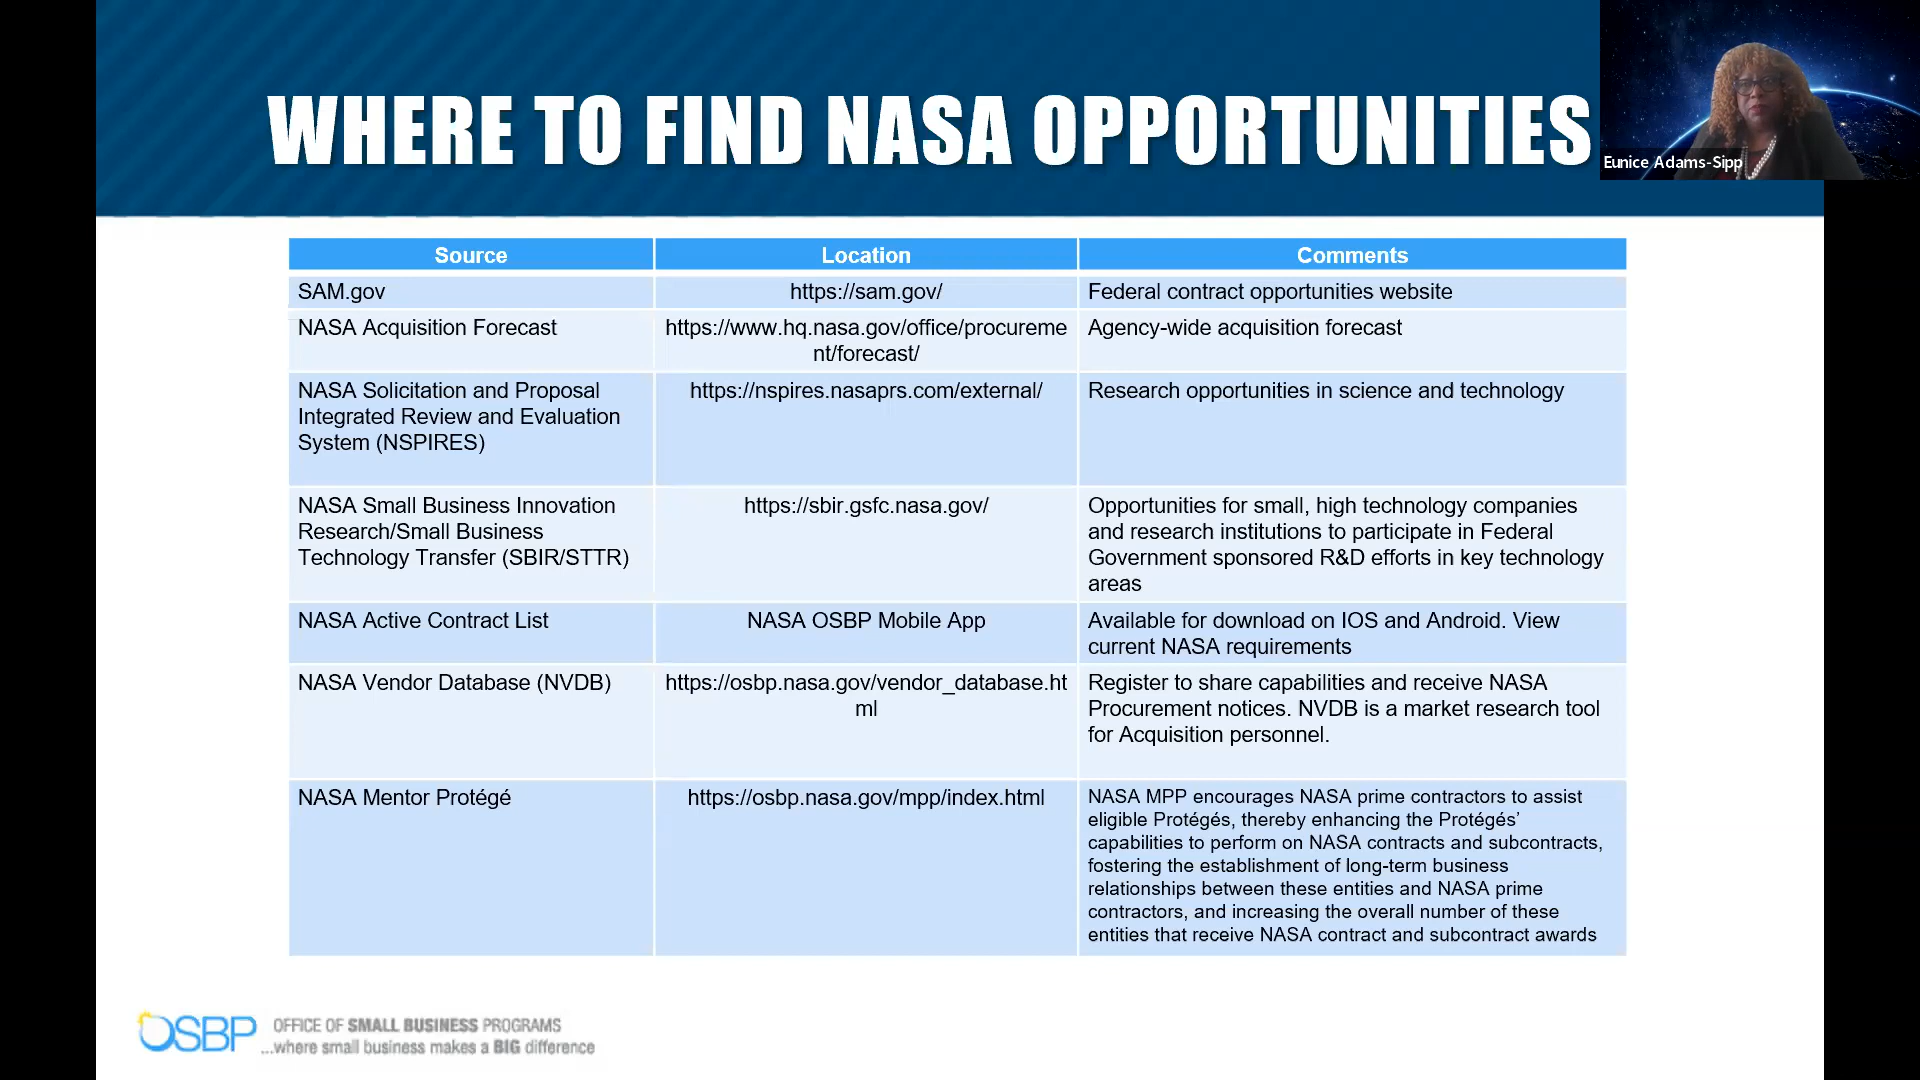 WHERE TO FIND NASA OPPORTUNITIES
Eunice Adams-Sipp
Source
Location
Comments
SAM.gov
https://sam.gov/
Federal contract opportunities website
NASA Acquisition Forecast
https://www.hq.nasa.gov/office/procureme
nt/forecast/
Agency-wide acquisition forecast
NASA Solicitation and Proposal
Integrated Review and Evaluation
System (NSPIRES)
https://nspires.nasaprs.com/external/
Research opportunities in science and technology
NASA Small Business Innovation
Research/Small Business
Technology Transfer (SBIR/STTR)
https://sbir.gsfc.nasa.gov/
Opportunities for small, high technology companies
and research institutions to participate in Federal
Government sponsored R&D efforts in key technology
areas
NASA Active Contract List
NASA OSBP Mobile App
Available for download on IOS and Android. View
current NASA requirements
NASA Vendor Database (NVDB)
https://osbp.nasa.gov/vendor_database.ht
ml
Register to share capabilities and receive NASA
Procurement notices. NVDB is a market research tool
for Acquisition personnel.
NASA Mentor Protégé
https://osbp.nasa.gov/mpp/index.html
NASA MPP encourages NASA prime contractors to assist
eligible Protégés, thereby enhancing the Protégés’
capabilities to perform on NASA contracts and subcontracts,
fostering the establishment of long-term business
relationships between these entities and NASA prime
contractors, and increasing the overall number of these
entities that receive NASA contract and subcontract awards
OSBP
OFFICE OF SMALL BUSINESS PROGRAMS
...where small business makes a BIG difference